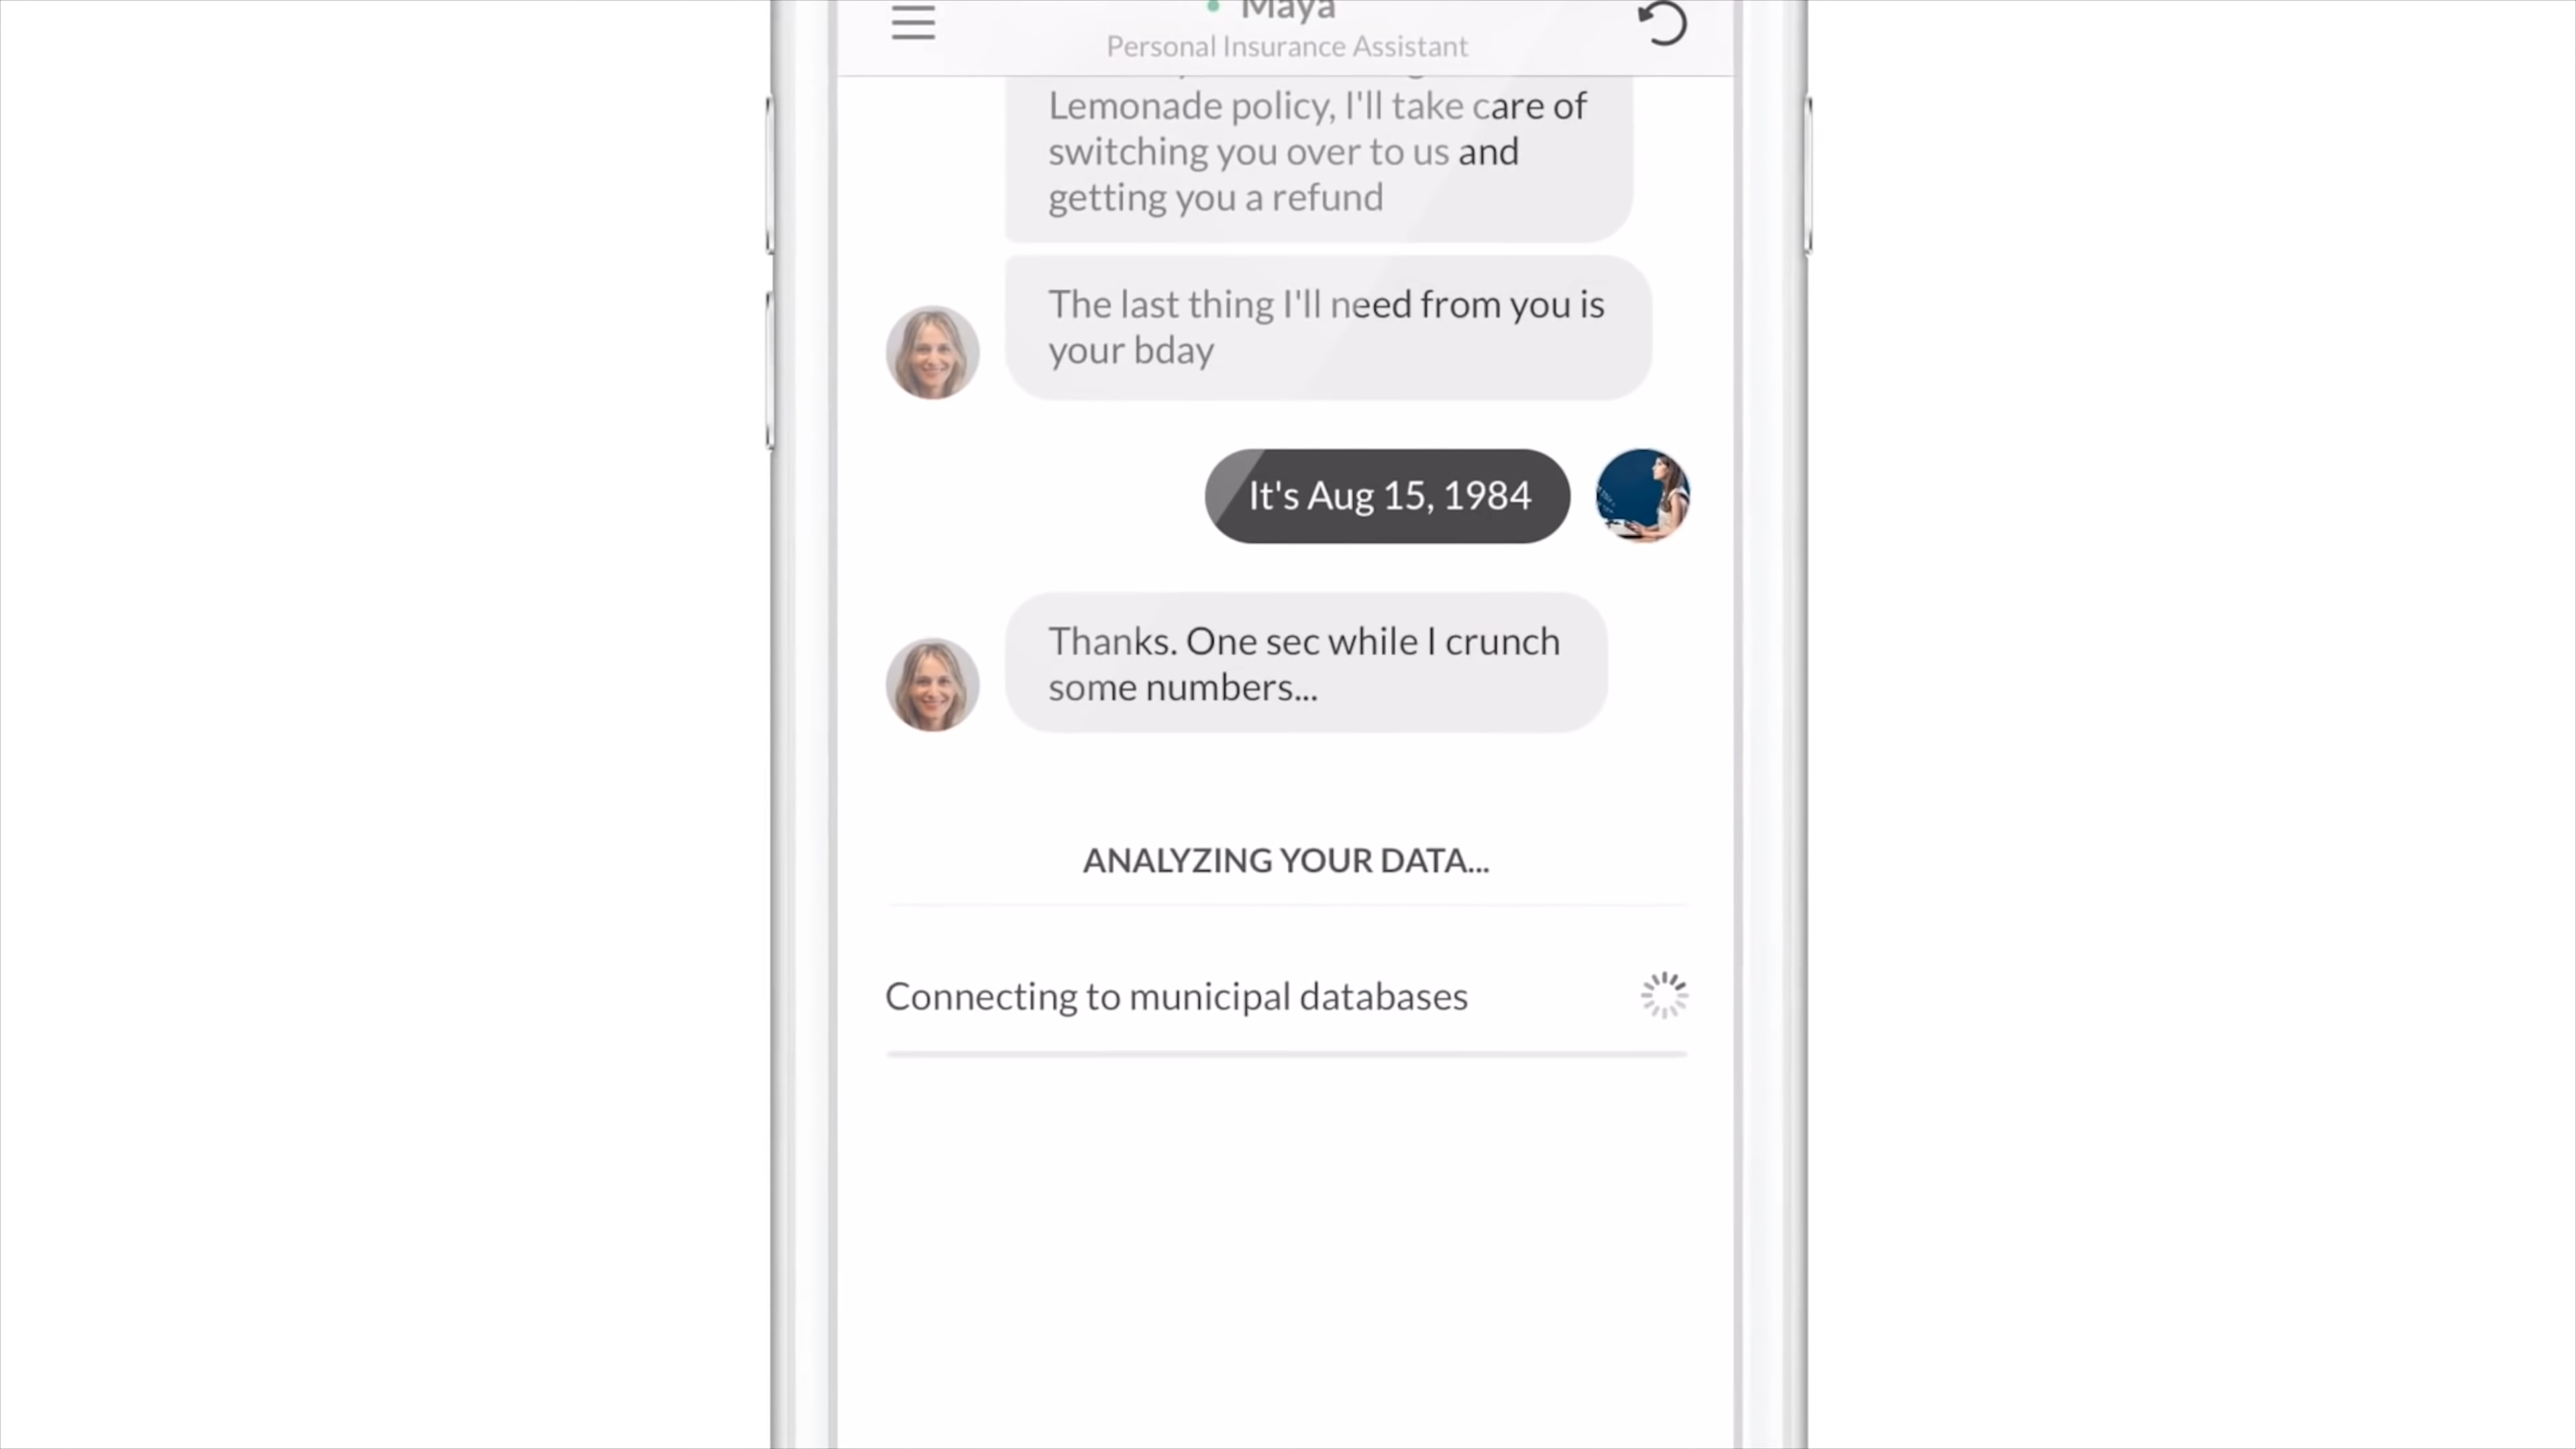 Maya
Personal Insurance Assistant
Lemonade policy, I'll take care of
switching you over to us and
getting you a refund
The last thing I'll need from you is
your bday
It's Aug 15, 1984
Thanks. One sec while I crunch
some numbers...
ANALYZING YOUR DATA...
Connecting to municipal databases